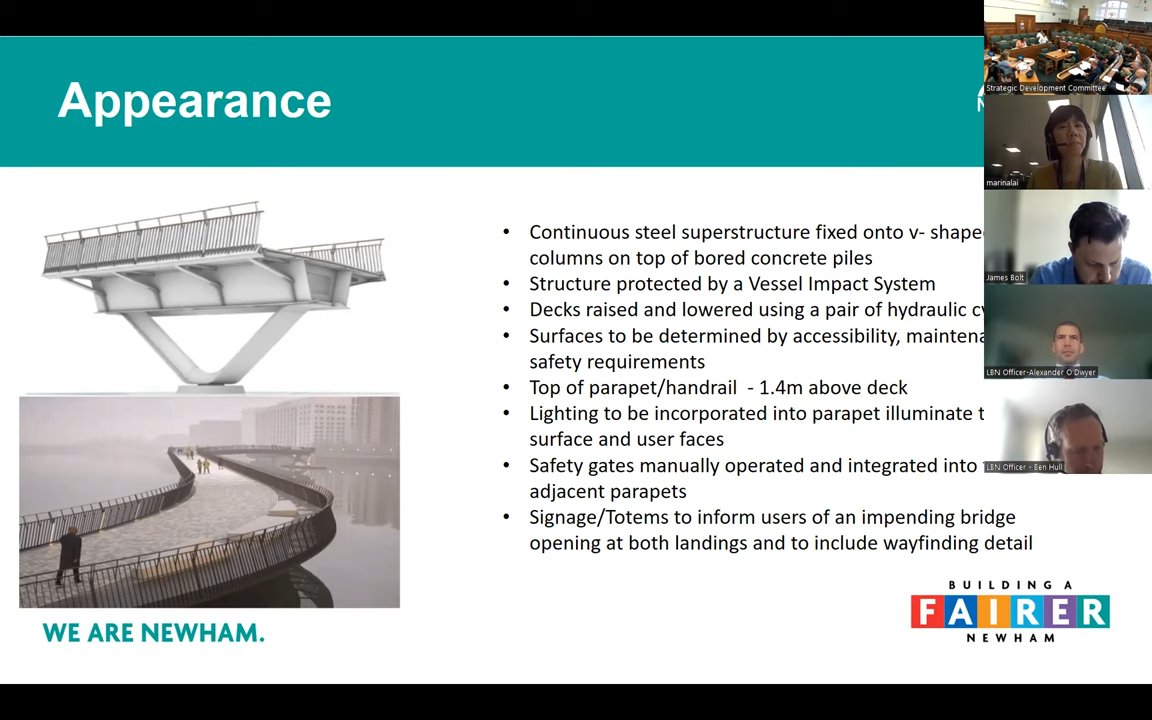 Appearance
Continuous steel superstructure fixed onto v- shape
columns on top of bored concrete piles
Structure protected by a Vessel Impact System
Decks raised and lowered using a pair of hydraulic
Surfaces to be determined by accessibility,
safety requirements
Top of parapet/handrail - 1.4m above deck
Lighting to be incorporated into parapet illuminate
surface and user faces
Safety gates manually operated and integrated into
adjacent parapets
Signage/Totems to inform users of an impending bridge
opening at both landings and to include wayfinding detail
WE ARE NEWHAM.
BUILDING A
FAIRER
NEWHAM
Strategic Development Committee
marinalai
James Bolt
LBN Officer-Alexander O'Dwyer
LBN Officer - Ben Hull